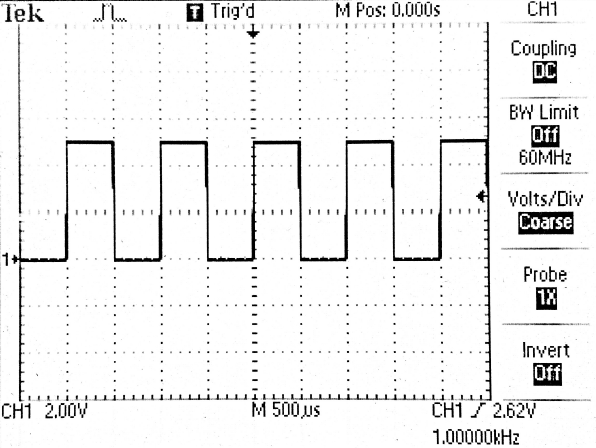 Tek T Trig'd M Pos: 0.000s CH1
Coupling
DC
BW Limit
Off
60MHz
Volts/Div
Coarse
1
Probe
1X
Invert
Off
CH1 2.00V M 500µs CH1 2.62V
1.00000kHz